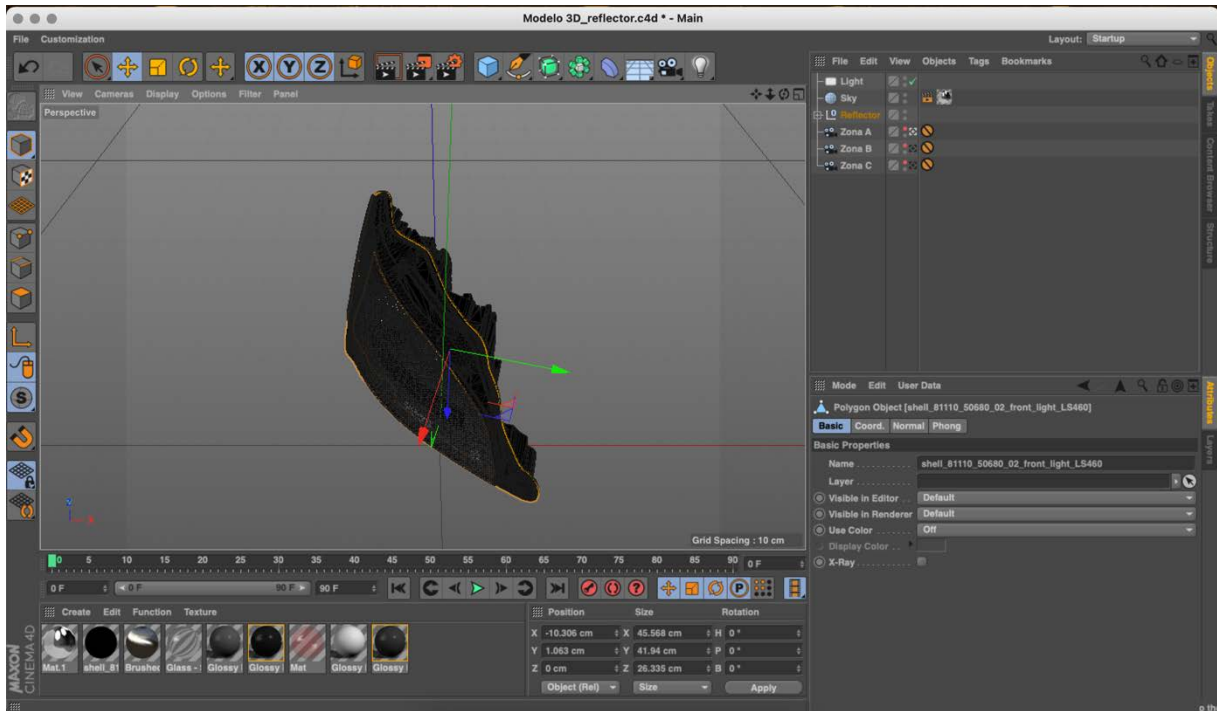 Modelo 3D_reflector.c4d * - Main
File Customization
Layout: Startup
View Cameras Display Options Filter Panel
Perspective
Grid Spacing : 10 cm
0 5 10 15 20 25 30 35 40 45 50 55 60 65 70 75 80 85 90 0 F
0 F 0 F 90 F 90 F
Create Edit Function Texture
Mat.1 shell_81 Brushed Glass - Glossy Glossy Mat Glossy Glossy
Position Size Rotation
X -10.306 cm X 45.568 cm H 0 °
Y 1.063 cm Y 41.94 cm P 0 °
Z 0 cm Z 26.335 cm B 0 °
Object (Rel) Size Apply
MAXON
CINEMA 4D
File Edit View Objects Tags Bookmarks
Light
Sky
Reflector
Zona A
Zona B
Zona C
Objects
Takes
Content Browser
Structure
Mode Edit User Data
Polygon Object [shell_81110_50680_02_front_light_LS460]
Basic Coord. Normal Phong
Basic Properties
Name shell_81110_50680_02_front_light_LS460
Layer
Visible in Editor Default
Visible in Renderer Default
Use Color Off
Display Color
X-Ray
Attributes
Layers